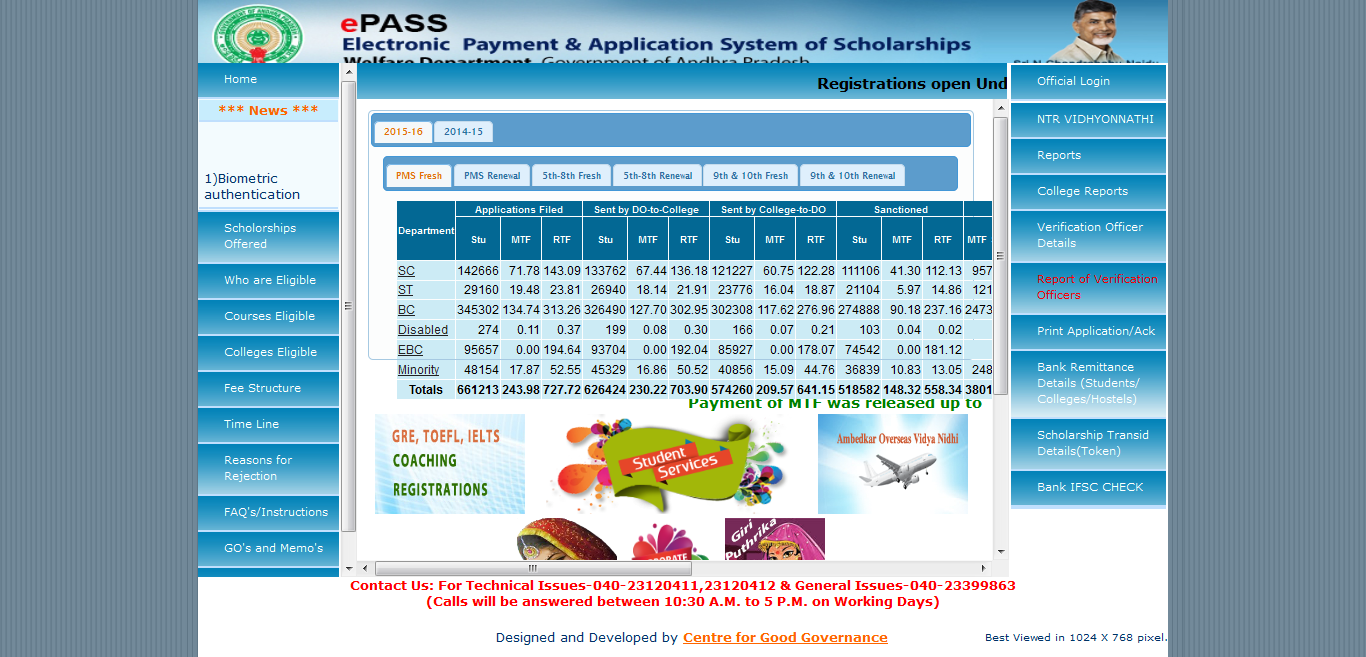 ePASS
Electronic Payment & Application System of Scholarships
Welfare Department, Government of Andhra Pradesh
Home
*** News ***
1)Biometric
authentication
Scholorships
Offered
Who are Eligible
Courses Eligible
Colleges Eligible
Fee Structure
Time Line
Reasons for
Rejection
FAQ's/Instructions
GO's and Memo's
Registrations open Und
2015-16 2014-15
PMS Fresh PMS Renewal 5th-8th Fresh 5th-8th Renewal 9th & 10th Fresh 9th & 10th Renewal
Department Applications Filed Sent by DO-to-College Sent by College-to-DO Sanctioned
Stu MTF RTF Stu MTF RTF Stu MTF RTF Stu MTF RTF MTF
SC 142666 71.78 143.09 133762 67.44 136.18 121227 60.75 122.28 111106 41.30 112.13 957
ST 29160 19.48 23.81 26940 18.14 21.91 23776 16.04 18.87 21104 5.97 14.86 121
BC 345302 134.74 313.26 326490 127.70 302.95 302308 117.62 276.96 274888 90.18 237.16 2473
Disabled 274 0.11 0.37 199 0.08 0.30 166 0.07 0.21 103 0.04 0.02
EBC 95657 0.00 194.64 93704 0.00 192.04 85927 0.00 178.07 74542 0.00 181.12
Minority 48154 17.87 52.55 45329 16.86 50.52 40856 15.09 44.76 36839 10.83 13.05 248
Totals 661213 243.98 727.72 626424 230.22 703.90 574260 209.57 641.15 518582 148.32 558.34 3801
Payment of MTF was released up to
GRE, TOEFL, IELTS
COACHING
REGISTRATIONS
Student
Services
Ambedkar Overseas Vidya Nidhi
Giri
Puthrika
Official Login
NTR VIDHYONNATHI
Reports
College Reports
Verification Officer
Details
Report of Verification
Officers
Print Application/Ack
Bank Remittance
Details (Students/
Colleges/Hostels)
Scholarship Transid
Details(Token)
Bank IFSC CHECK
Contact Us: For Technical Issues-040-23120411,23120412 & General Issues-040-23399863
(Calls will be answered between 10:30 A.M. to 5 P.M. on Working Days)
Designed and Developed by Centre for Good Governance
Best Viewed in 1024 X 768 pixel.